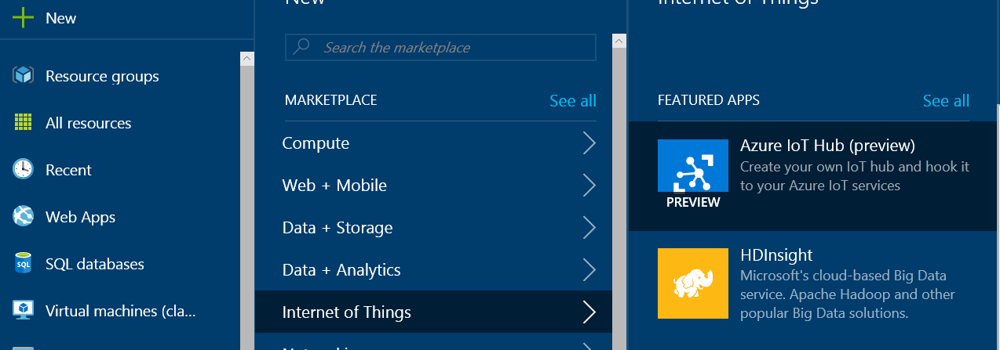 New
Resource groups
All resources
Recent
Web Apps
SQL
SQL databases
Virtual machines (cla...
New
Search the marketplace
MARKETPLACE
See all
Compute
Web + Mobile
Data + Storage
Data + Analytics
Internet of Things
Internet of Things
FEATURED APPS
See all
PREVIEW
Azure IoT Hub (preview)
Create your own IoT hub and hook it
to your Azure IoT services
HDInsight
Microsoft's cloud-based Big Data
service. Apache Hadoop and other
popular Big Data solutions.